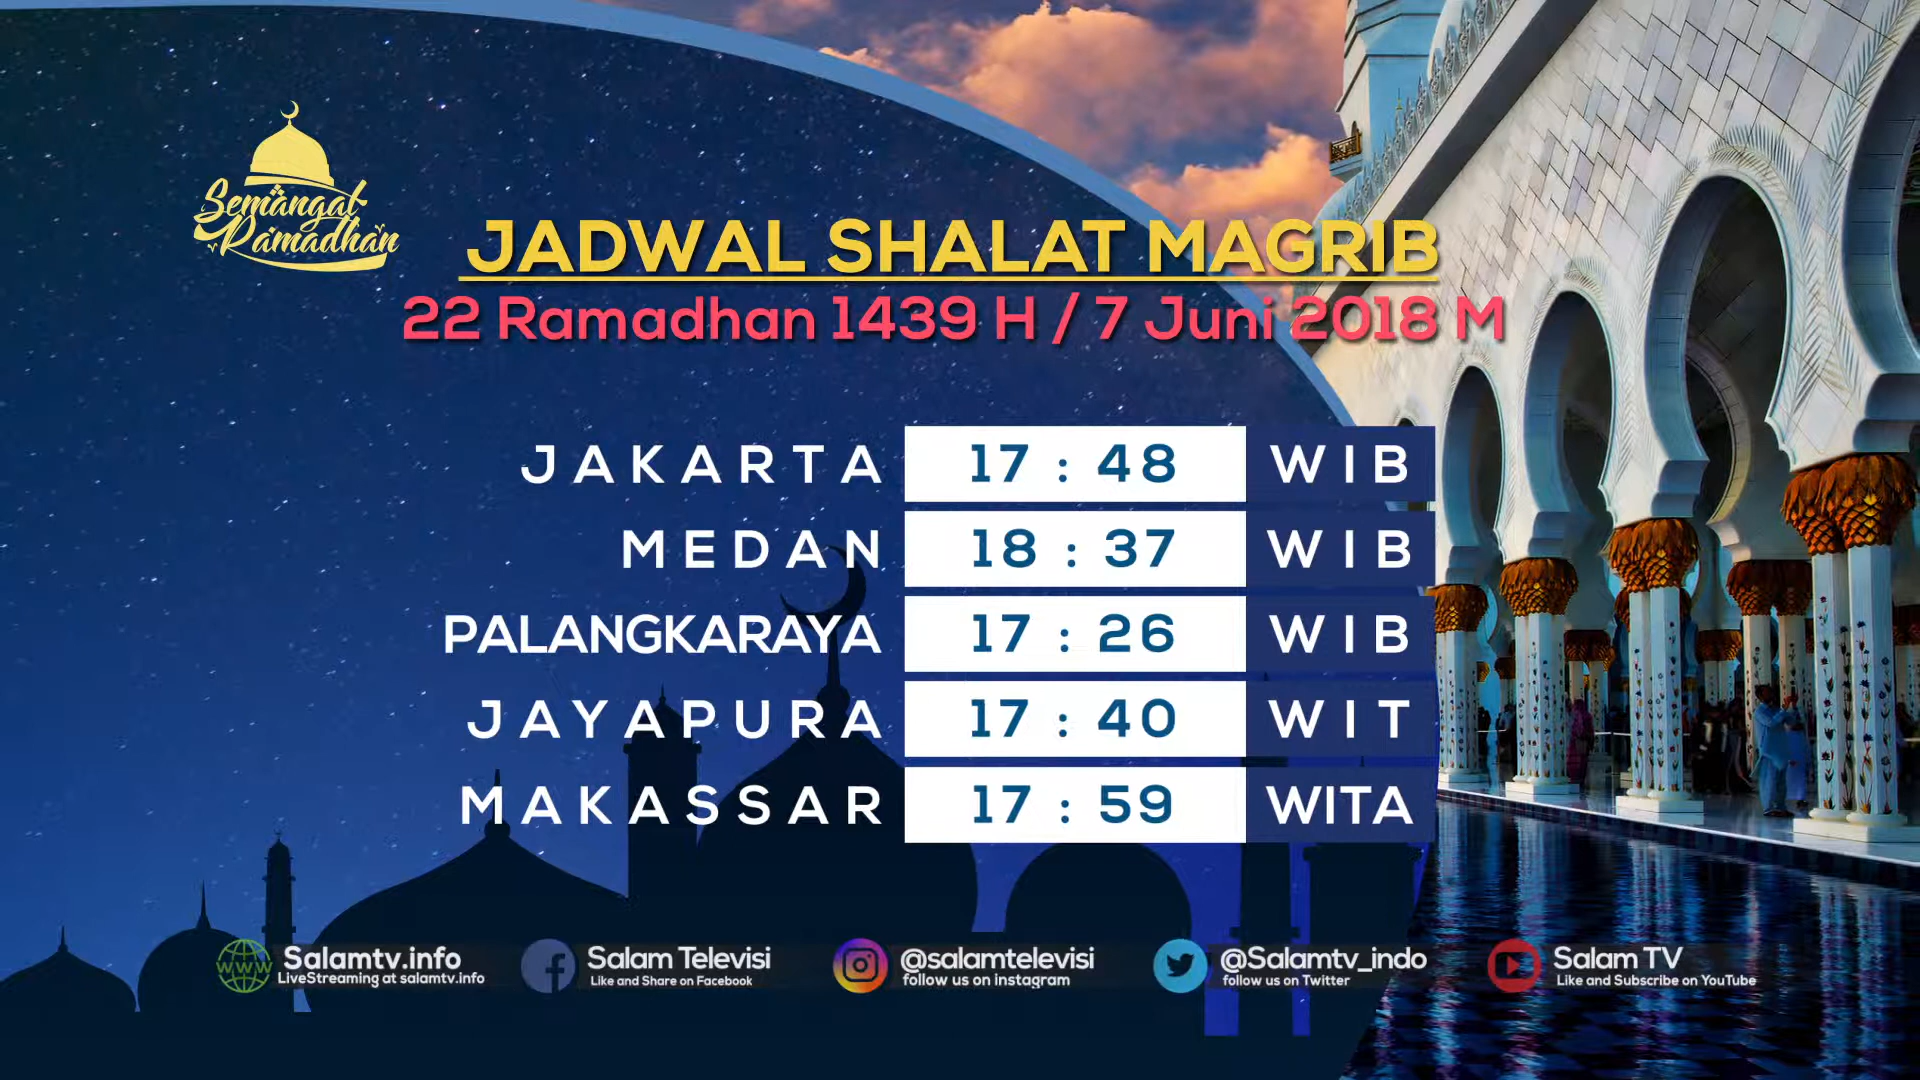 Semangat
Ramadhan
JADWAL SHALAT MAGRIB
22 Ramadhan 1439 H / 7 Juni 2018 M
JAKARTA 17 : 48 WIB
MEDAN 18 : 37 WIB
PALANGKARAYA 17 : 26 WIB
JAYAPURA 17 : 40 WIT
MAKASSAR 17 : 59 WITA
WWW Salamtv.info
LiveStreaming at salamtv.info
Salam Televisi
Like and Share on Facebook
@salamtelevisi
follow us on instagram
@Salamtv_indo
follow us on Twitter
Salam TV
Like and Subscribe on YouTube